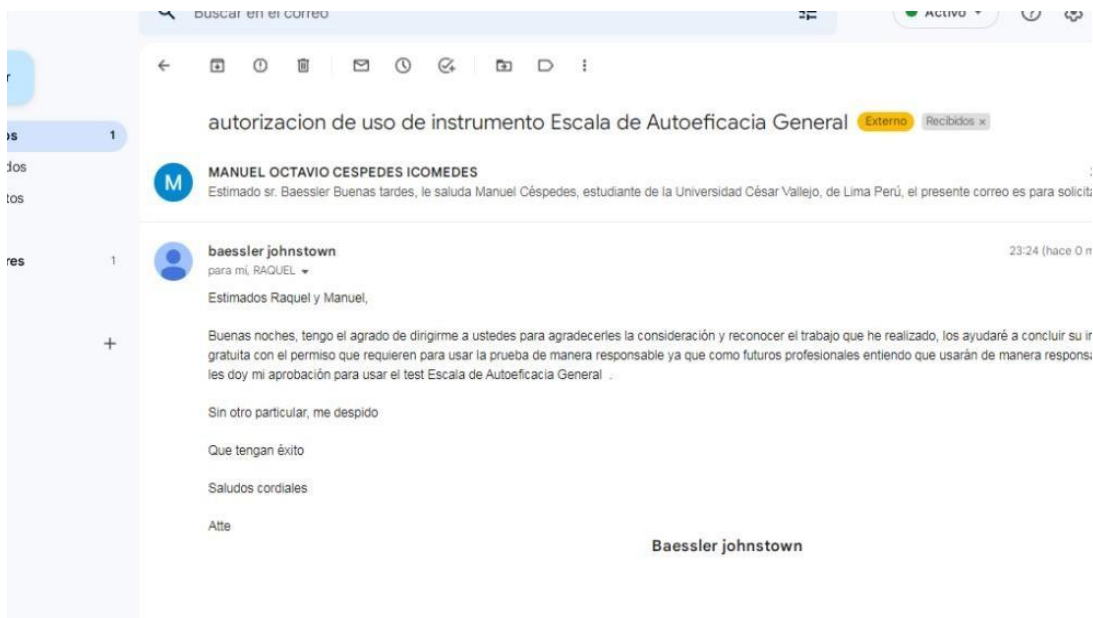 Buscar en el correo
Activo
r
os 1
dos
tos
res 1
+
autorizacion de uso de instrumento Escala de Autoeficacia General Externo Recibidos x
M
MANUEL OCTAVIO CESPEDES ICOMEDES
Estimado sr. Baessler Buenas tardes, le saluda Manuel Céspedes, estudiante de la Universidad César Vallejo, de Lima Perú, el presente correo es para solicita
baessler johnstown 23:24 (hace 0 m
para mí, RAQUEL
Estimados Raquel y Manuel,
Buenas noches, tengo el agrado de dirigirme a ustedes para agradecerles la consideración y reconocer el trabajo que he realizado, los ayudaré a concluir su in
gratuita con el permiso que requieren para usar la prueba de manera responsable ya que como futuros profesionales entiendo que usarán de manera responsa
les doy mi aprobación para usar el test Escala de Autoeficacia General .
Sin otro particular, me despido
Que tengan éxito
Saludos cordiales
Atte
Baessler johnstown